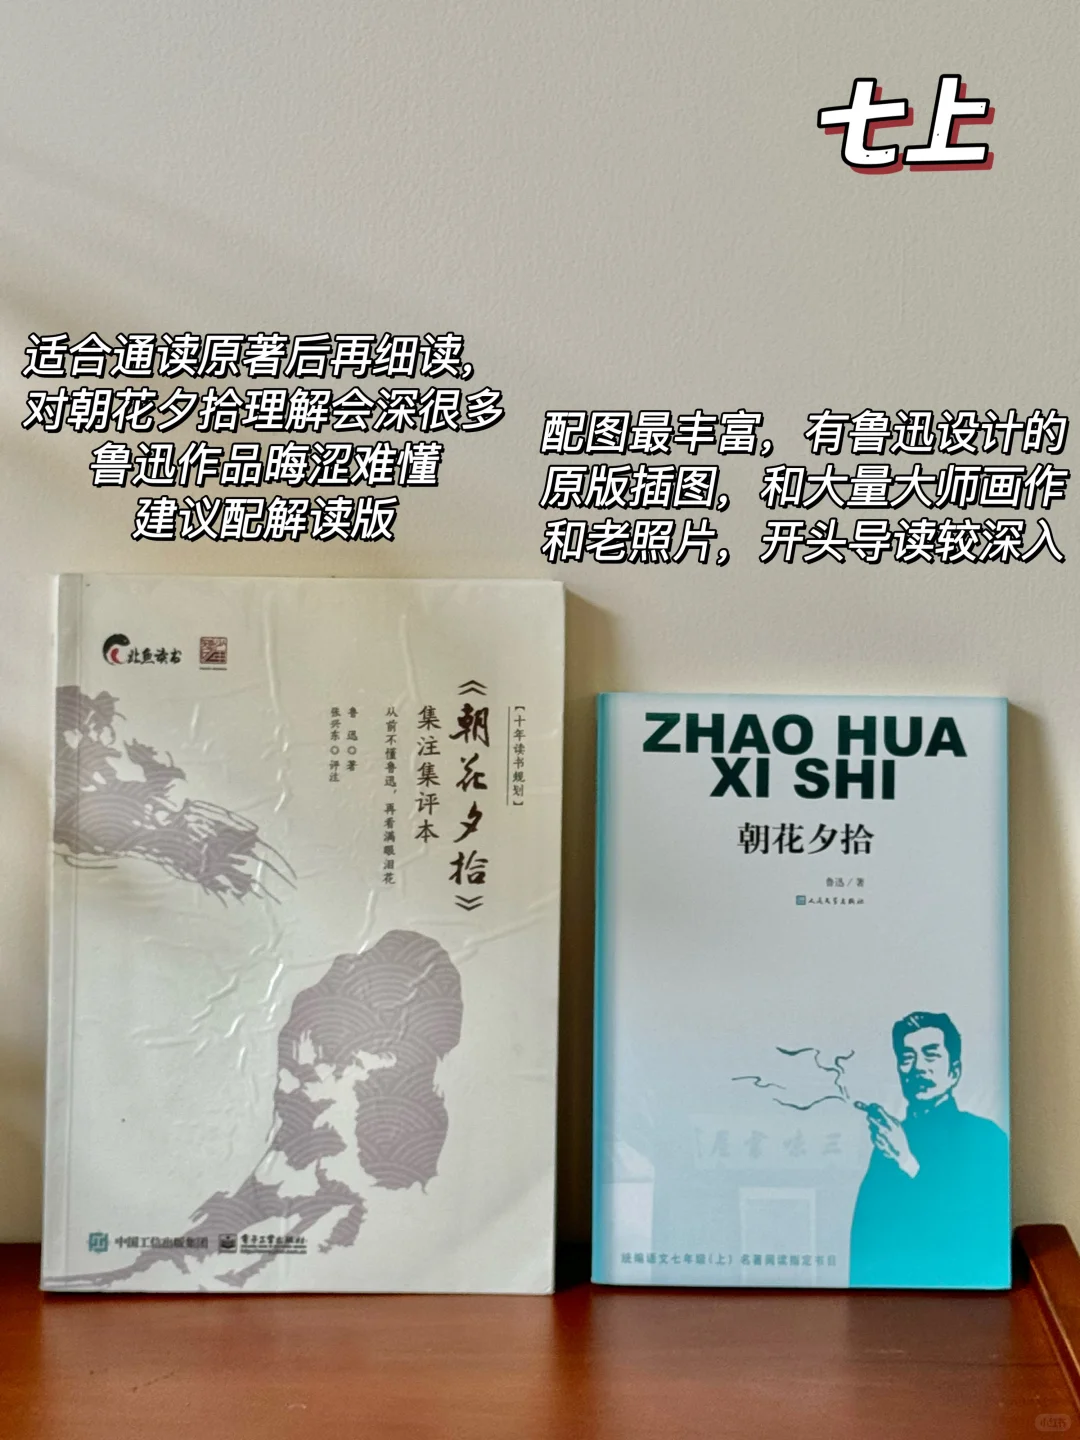 七上
适合通读原著后再细读，
对朝花夕拾理解会深很多
鲁迅作品晦涩难懂
建议配解读版
配图最丰富，有鲁迅设计的
原版插图，和大量大师画作
和老照片，开头导读较深入
北鱼读书
【十年读书规划】
《朝花夕拾》
集注集评本
从前不懂鲁迅，再看满眼泪花
鲁迅◎著
张兴东◎评注
中国工信出版集团
电子工业出版社
ZHAO HUA
XI SHI
朝花夕拾
鲁迅／著
人民文学出版社
三味书屋
统编语文七年级（上）名著阅读指定书目